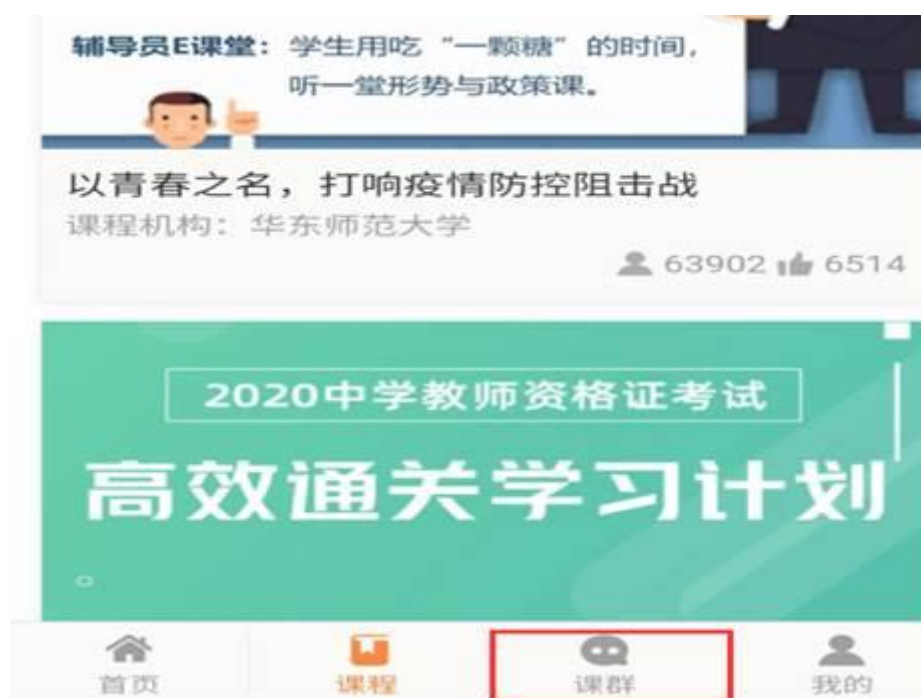 辅导员E课堂：学生用吃“一颗糖”的时间，
听一堂形势与政策课。
以青春之名，打响疫情防控阻击战
课程机构：华东师范大学
63902 6514
2020中学教师资格证考试
高效通关学习计划
首页 课程 课群 我的